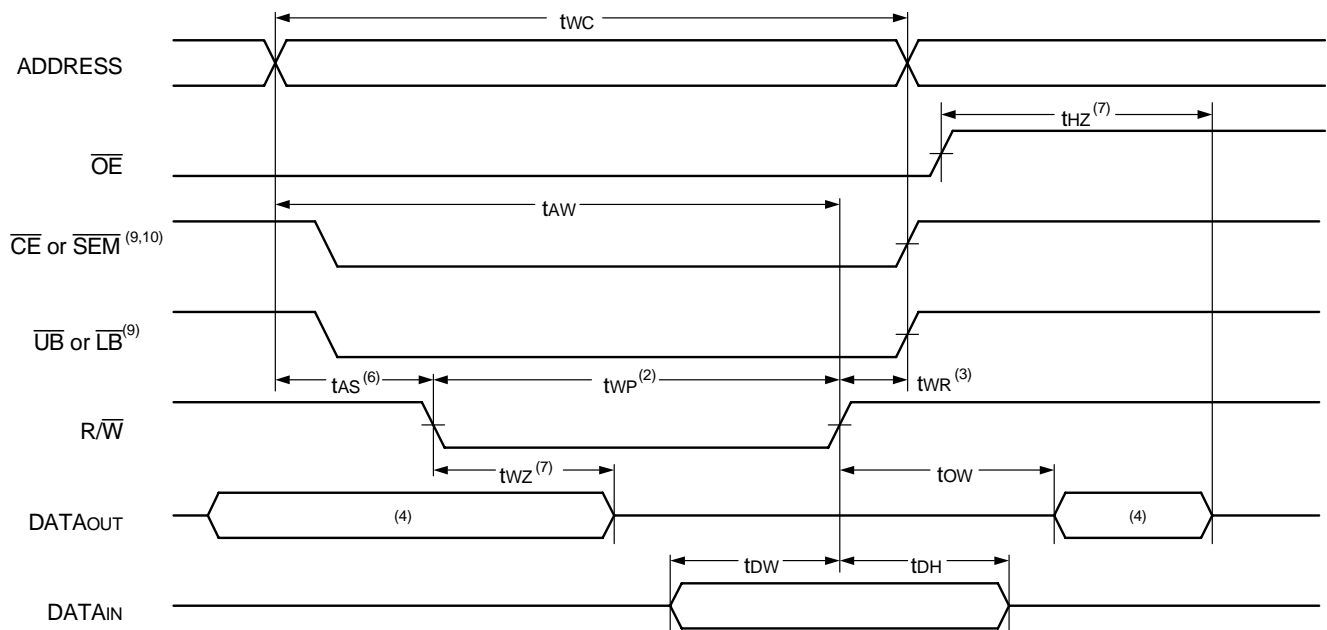 tWC
ADDRESS
tHZ (7)
OE
tAW
CE or SEM (9,10)
UB or LB (9)
tAS (6)
tWP (2)
tWR (3)
R/W
tWZ (7)
tOW
DATAOUT
(4)
(4)
tDW
tDH
DATAIN